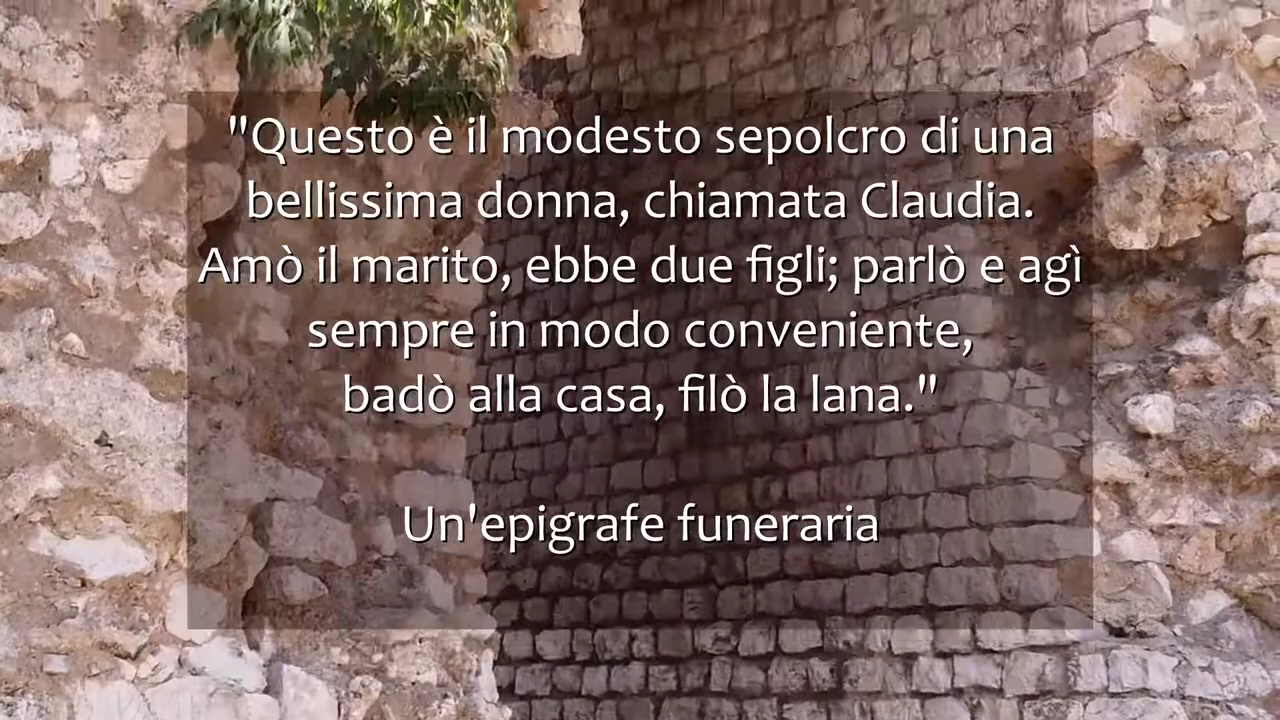 "Questo è il modesto sepolcro di una
bellissima donna, chiamata Claudia.
Amò il marito, ebbe due figli; parlò e agì
sempre in modo conveniente,
badò alla casa, filò la lana."
Un'epigrafe funeraria